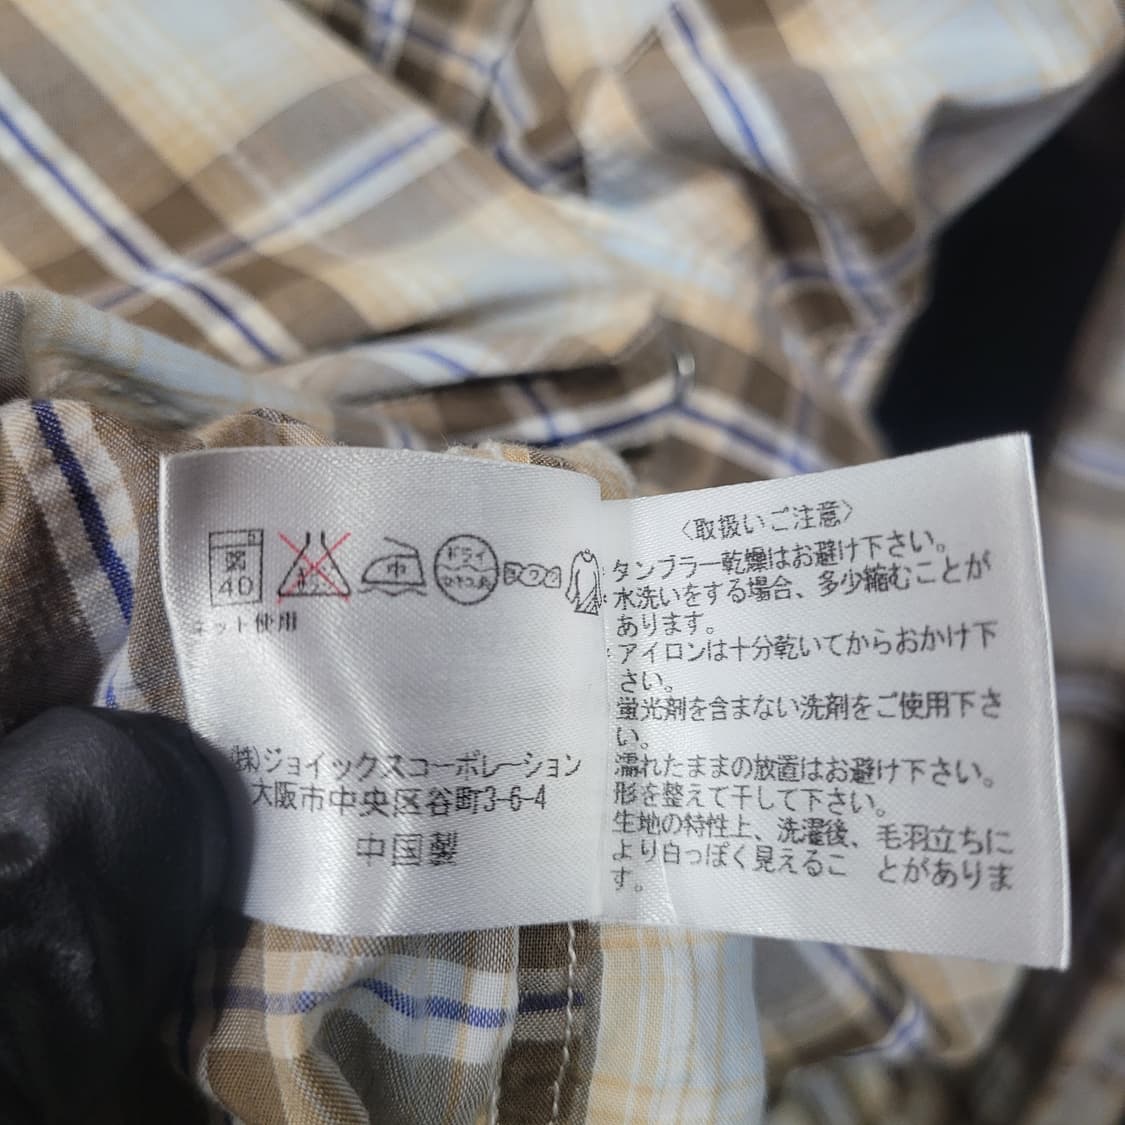 弱
40
中
ドライ
ネット使用
(株)ジョイックスコーポレーション
大阪市中央区谷町3-6-4
中国製
〈取扱いご注意〉
タンブラー乾燥はお避け下さい。
水洗いをする場合、多少縮むことが
あります。
アイロンは十分乾いてからおかけ下
さい。
蛍光剤を含まない洗剤をご使用下さ
い。
濡れたままの放置はお避け下さい。
形を整えて干して下さい。
生地の特性上、洗濯後、毛羽立ちに
より白っぽく見えるこ　とがありま
す。